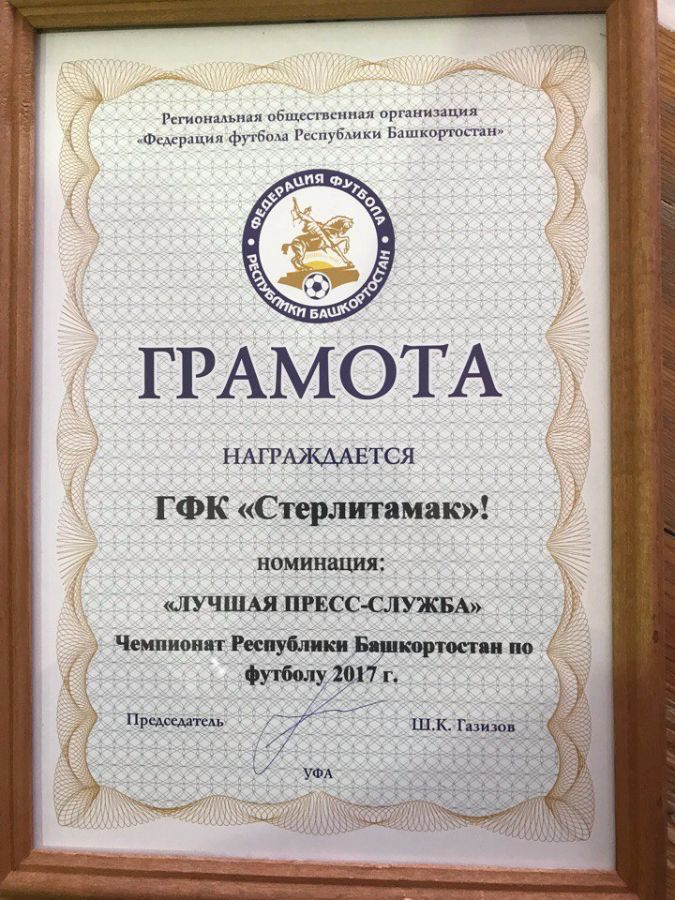 Региональная общественная организация
«Федерация футбола Республики Башкортостан»
ФЕДЕРАЦИЯ ФУТБОЛА
РЕСПУБЛИКИ БАШКОРТОСТАН
ГРАМОТА
НАГРАЖДАЕТСЯ
ГФК «Стерлитамак»!
номинация:
«ЛУЧШАЯ ПРЕСС-СЛУЖБА»
Чемпионат Республики Башкортостан по
футболу 2017 г.
Председатель Ш.К. Газизов
УФА